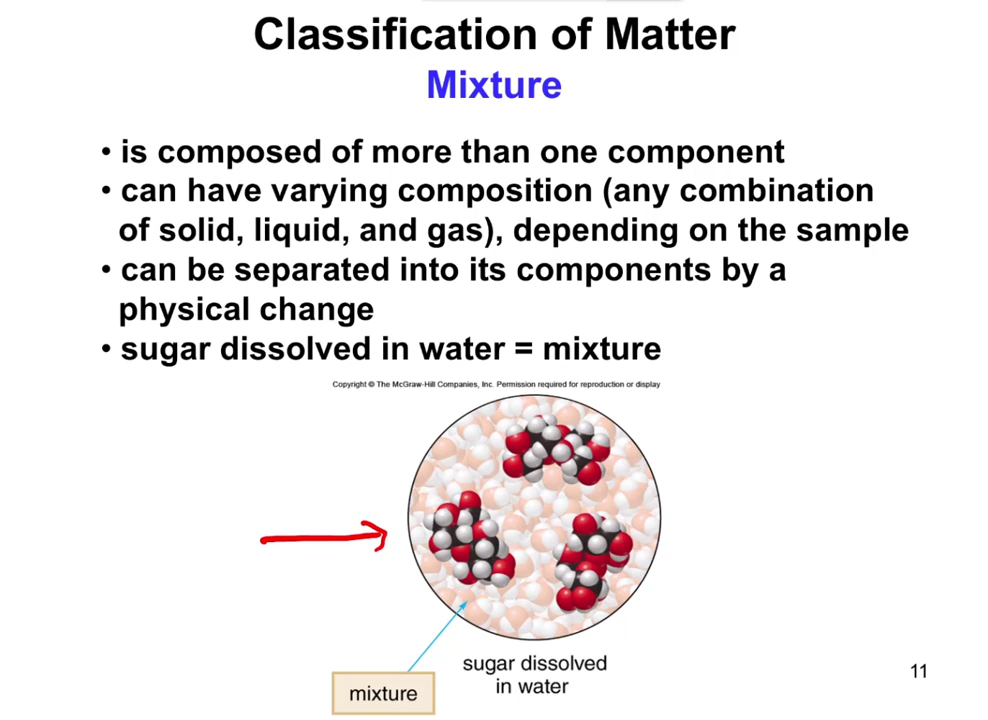 Classification of Matter
Mixture
• is composed of more than one component
• can have varying composition (any combination
of solid, liquid, and gas), depending on the sample
• can be separated into its components by a
physical change
• sugar dissolved in water = mixture
Copyright © The McGraw-Hill Companies, Inc. Permission required for reproduction or display
sugar dissolved
in water
mixture
11